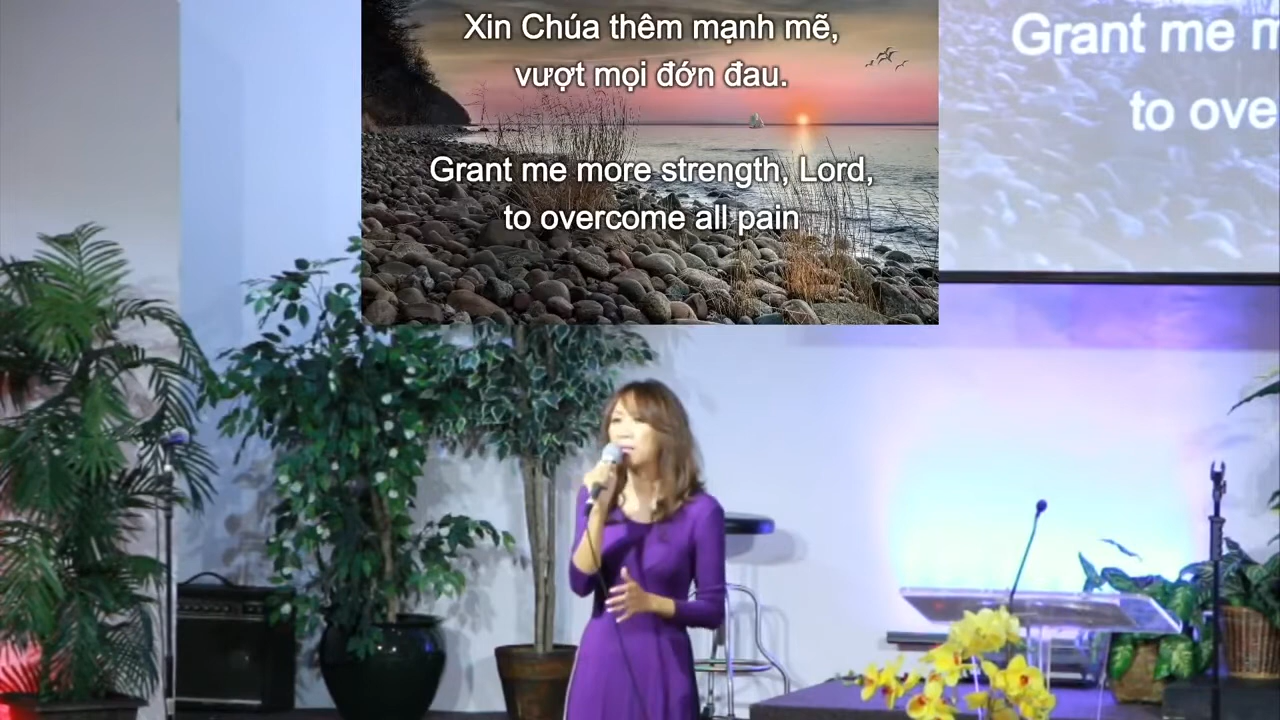 Xin Chúa thêm mạnh mẽ,
vượt mọi đớn đau.
Grant me more strength, Lord,
to overcome all pain
Grant me
to